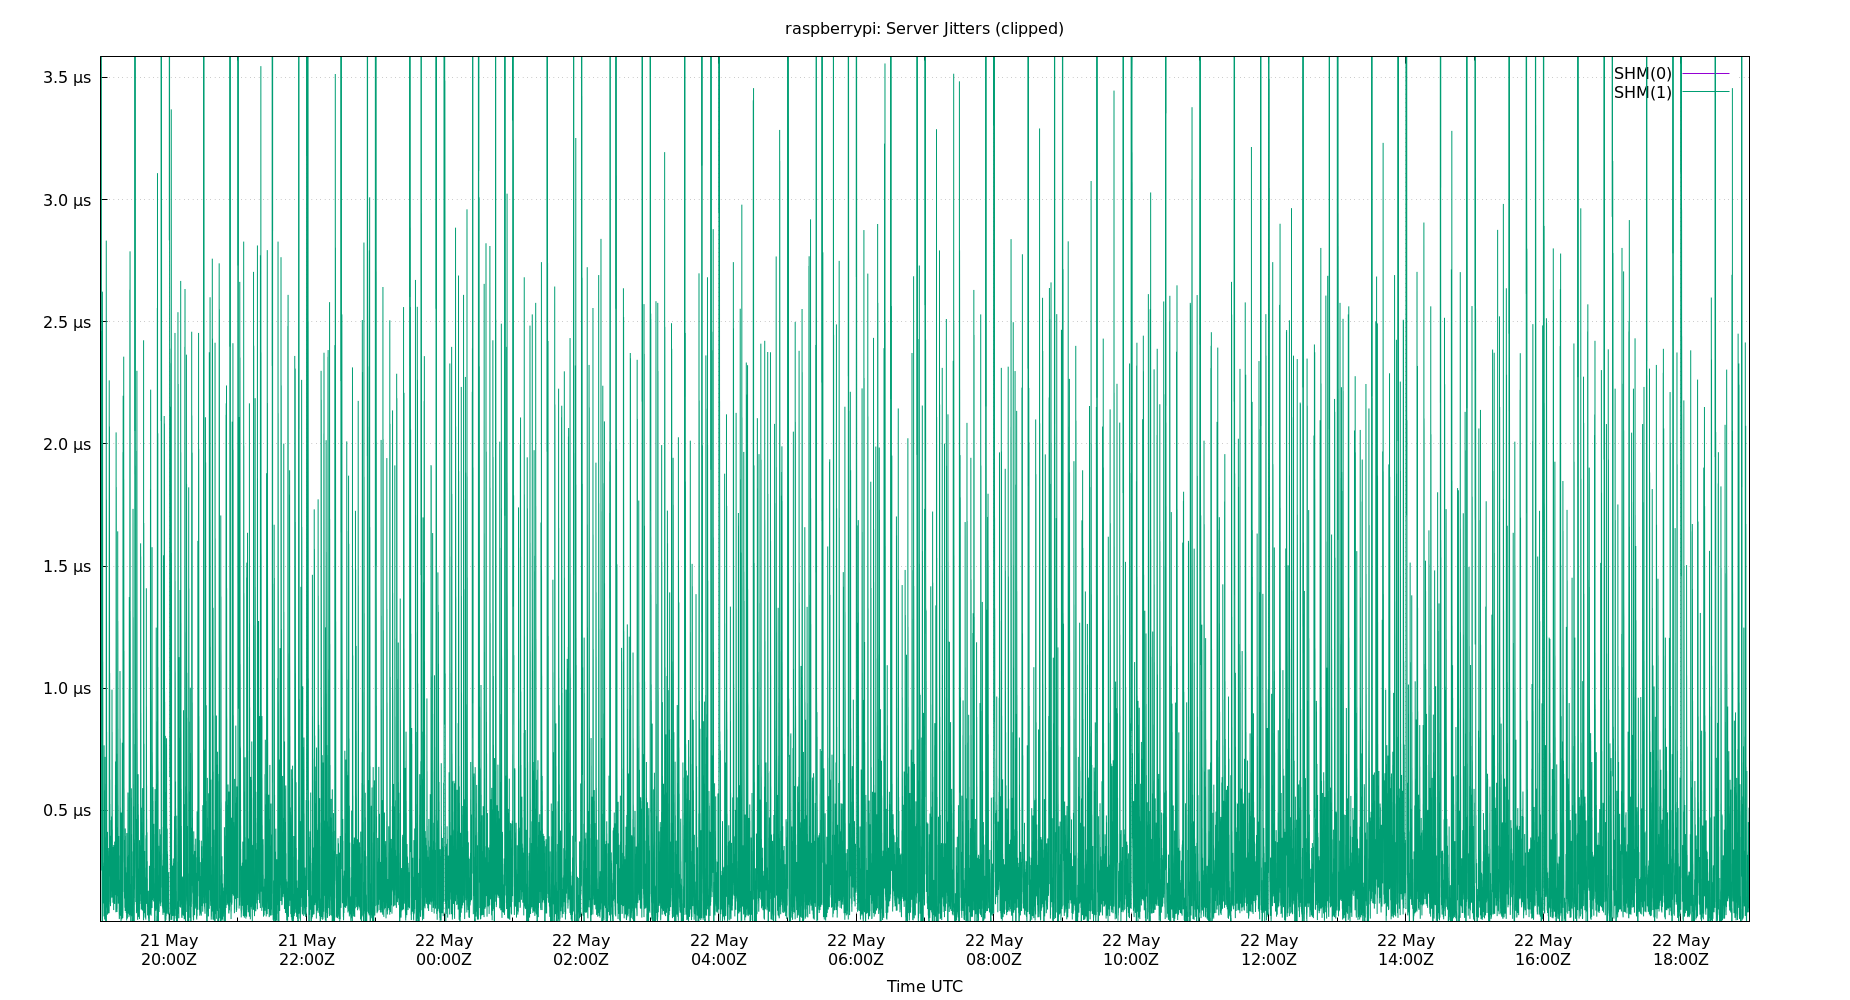 raspberrypi: Server Jitters (clipped)
3.5 µs
3.0 µs
2.5 µs
2.0 µs
1.5 µs
1.0 µs
0.5 µs
SHM(0)
SHM(1)
21 May 21 May 22 May 22 May 22 May 22 May 22 May 22 May 22 May 22 May 22 May 22 May
20:00Z 22:00Z 00:00Z 02:00Z 04:00Z 06:00Z 08:00Z 10:00Z 12:00Z 14:00Z 16:00Z 18:00Z
Time UTC